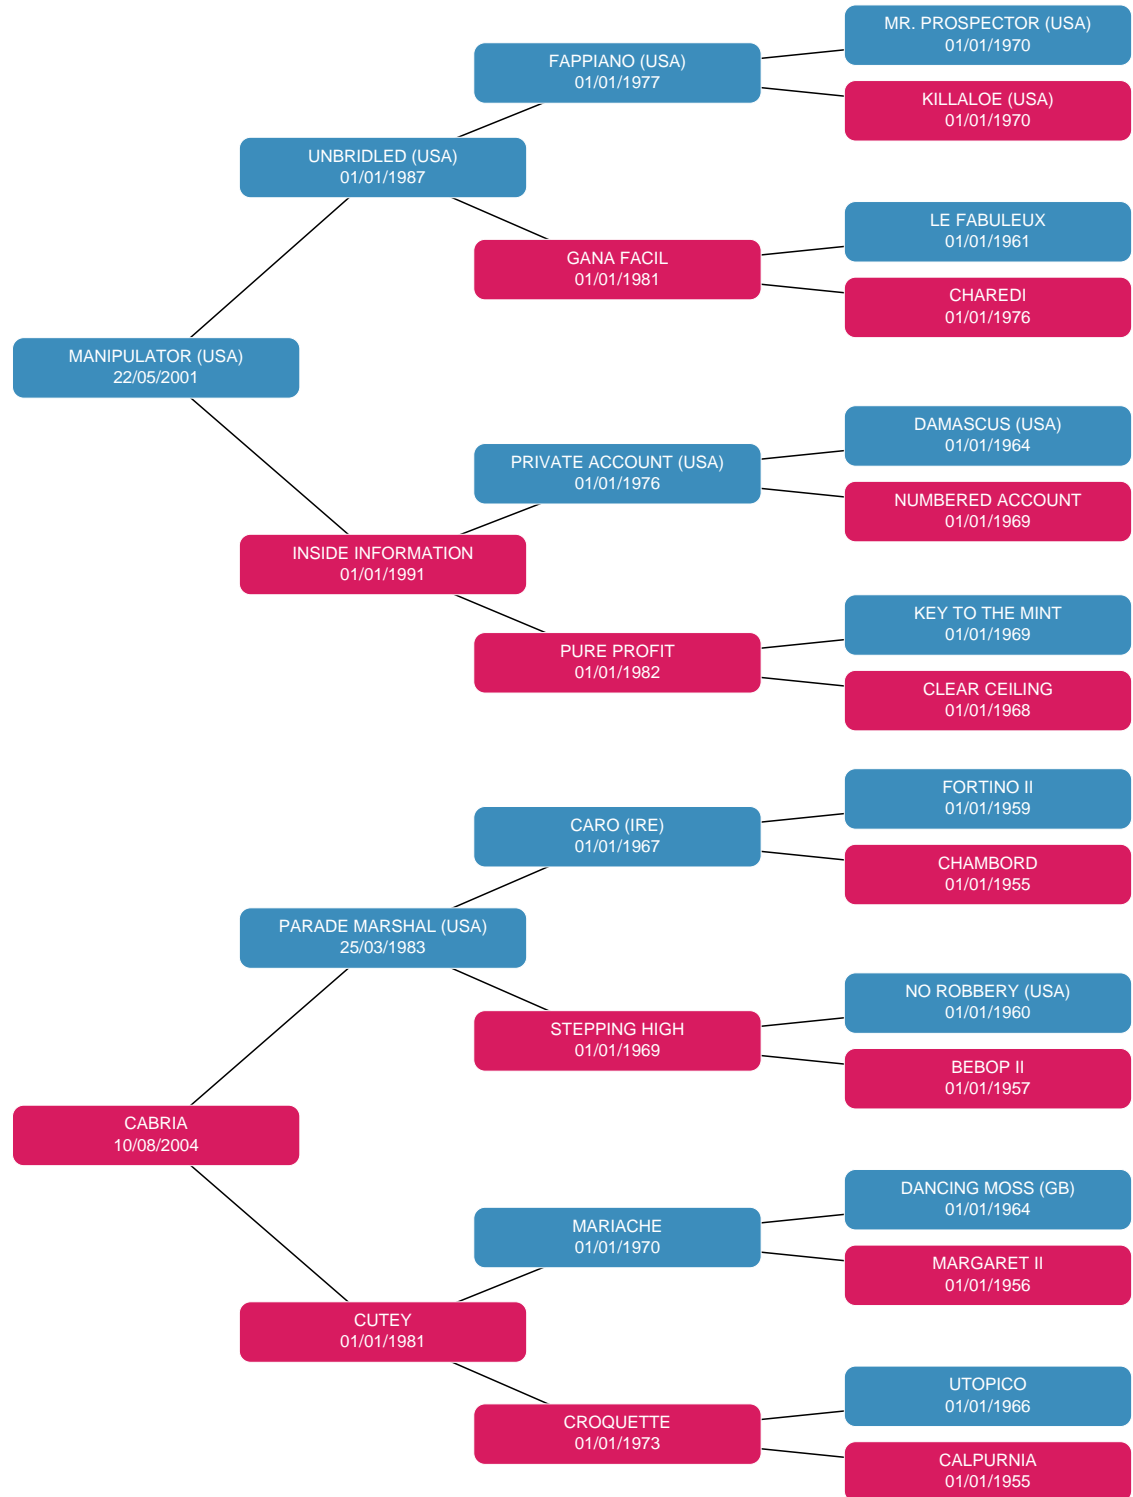 MR. PROSPECTOR (USA)
01/01/1970
FAPPIANO (USA)
01/01/1977
KILLALOE (USA)
01/01/1970
UNBRIDLED (USA)
01/01/1987
LE FABULEUX
01/01/1961
GANA FACIL
01/01/1981
CHAREDI
01/01/1976
MANIPULATOR (USA)
22/05/2001
DAMASCUS (USA)
01/01/1964
PRIVATE ACCOUNT (USA)
01/01/1976
NUMBERED ACCOUNT
01/01/1969
INSIDE INFORMATION
01/01/1991
KEY TO THE MINT
01/01/1969
PURE PROFIT
01/01/1982
CLEAR CEILING
01/01/1968
FORTINO II
01/01/1959
CARO (IRE)
01/01/1967
CHAMBORD
01/01/1955
PARADE MARSHAL (USA)
25/03/1983
NO ROBBERY (USA)
01/01/1960
STEPPING HIGH
01/01/1969
BEBOP II
01/01/1957
CABRIA
10/08/2004
DANCING MOSS (GB)
01/01/1964
MARIACHE
01/01/1970
MARGARET II
01/01/1956
CUTEY
01/01/1981
UTOPICO
01/01/1966
CROQUETTE
01/01/1973
CALPURNIA
01/01/1955